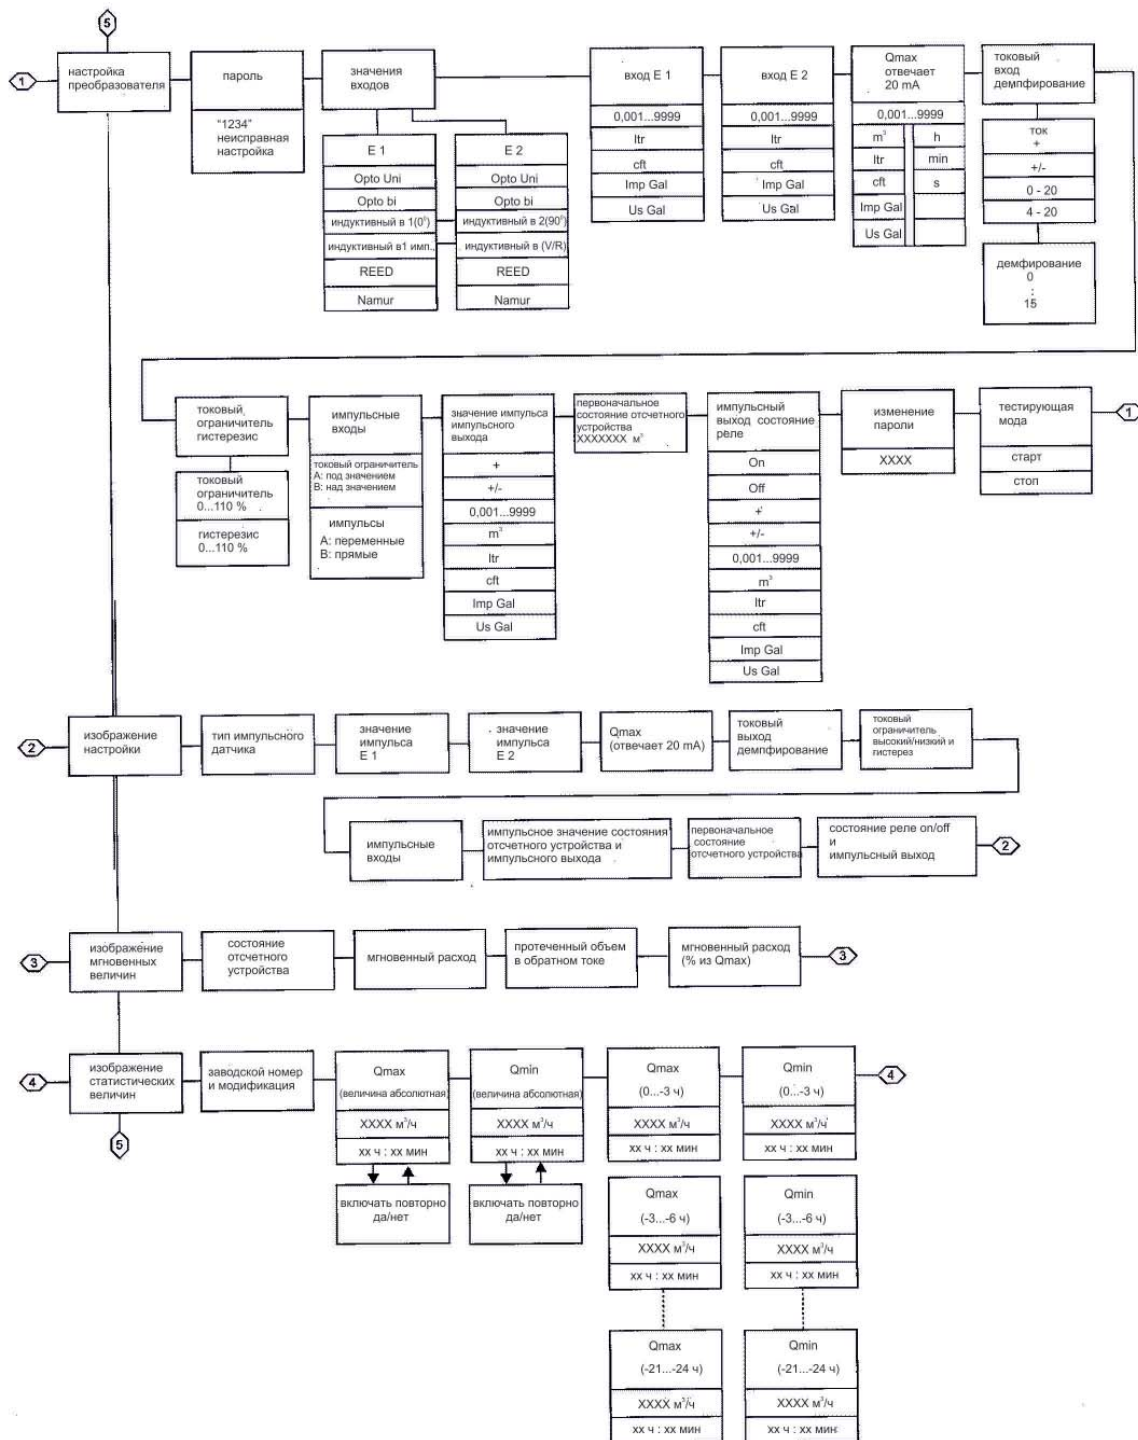 5
1
настройка
преобразователя
пароль
"1234"
неисправная
настройка
значения
входов
E 1
Opto Uni
Opto bi
индуктивный в 1(0°)
индуктивный в1 имп.
REED
Namur
E 2
Opto Uni
Opto bi
индуктивный в 2(90°)
индуктивный в (V/R)
REED
Namur
вход E 1
0,001...9999
ltr
cft
Imp Gal
Us Gal
вход E 2
0,001...9999
ltr
cft
Imp Gal
Us Gal
Qmax
отвечает
20 mA
0,001...9999
m³ h
ltr min
cft s
Imp Gal
Us Gal
токовый
вход
демпфирование
ток
+
+/-
0 - 20
4 - 20
демфирование
0
:
15
токовый
ограничитель
гистерезис
токовый
ограничитель
0...110 %
гистерезис
0...110 %
импульсные
входы
токовый ограничитель
A: под значением
B: над значением
импульсы
A: переменные
B: прямые
значение импульса
импульсного
выхода
+
+/-
0,001...9999
m³
ltr
cft
Imp Gal
Us Gal
первоначальное
состояние отсчетного
устройства
XXXXXXX м³
импульсный
выход состояние
реле
On
Off
+
+/-
0,001...9999
m³
ltr
cft
Imp Gal
Us Gal
изменение
пароли
XXXX
тестирующая
мода
старт
стоп
1
2
изображение
настройки
тип импульсного
датчика
значение
импульса
E 1
значение
импульса
E 2
Qmax
(отвечает 20 mA)
токовый
выход
демпфирование
токовый
ограничитель
высокий/низкий и
гистерез
импульсные
входы
импульсное значение состояния
отсчетного устройства и
импульсного выхода
первоначальное
состояние
отсчетного устройства
состояние реле on/off
и
импульсный выход
2
3
изображение
мгновенных
величин
состояние
отсчетного
устройства
мгновенный расход
протеченный объем
в обратном токе
мгновенный расход
(% из Qmax)
3
4
изображение
статистических
величин
5
заводской номер
и модификация
Qmax
(величина абсолютная)
XXXX м³/ч
xx ч : xx мин
включать повторно
да/нет
Qmin
(величина абсолютная)
XXXX м³/ч
xx ч : xx мин
включать повторно
да/нет
Qmax
(0...-3 ч)
XXXX м³/ч
xx ч : xx мин
Qmin
(0...-3 ч)
XXXX м³/ч
xx ч : xx мин
4
Qmax
(-3...-6 ч)
XXXX м³/ч
xx ч : xx мин
Qmin
(-3...-6 ч)
XXXX м³/ч
xx ч : xx мин
Qmax
(-21...-24 ч)
XXXX м³/ч
xx ч : xx мин
Qmin
(-21...-24 ч)
XXXX м³/ч
xx ч : xx мин